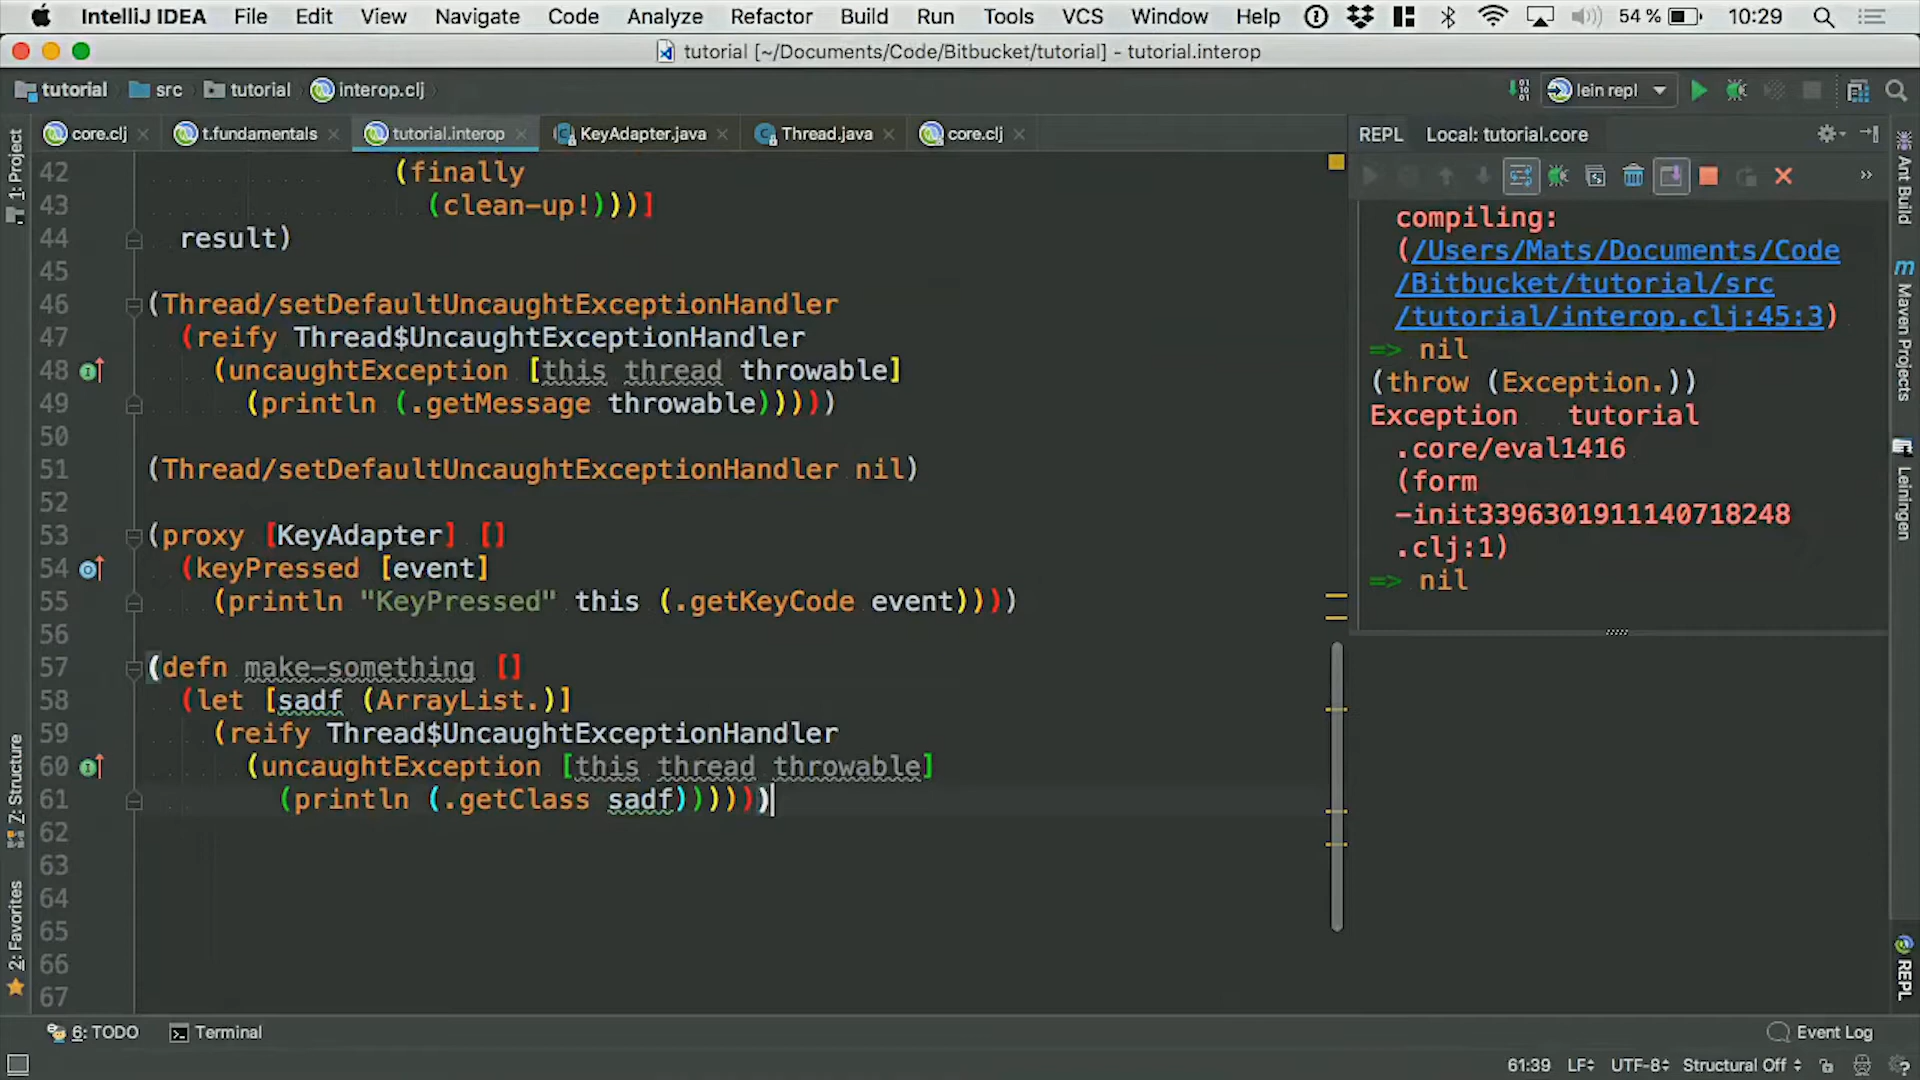 IntelliJ IDEA File Edit View Navigate Code Analyze Refactor Build Run Tools VCS Window Help 54 % 10:29
tutorial [~/Documents/Code/Bitbucket/tutorial] - tutorial.interop
tutorial src tutorial interop.clj lein repl
core.clj t.fundamentals tutorial.interop KeyAdapter.java Thread.java core.clj
REPL Local: tutorial.core
1: Project
7: Structure
2: Favorites
42 (finally
43 (clean-up!)))]
44 result)
45
46 (Thread/setDefaultUncaughtExceptionHandler
47 (reify Thread$UncaughtExceptionHandler
48 (uncaughtException [this thread throwable]
49 (println (.getMessage throwable)))))
50
51 (Thread/setDefaultUncaughtExceptionHandler nil)
52
53 (proxy [KeyAdapter] []
54 (keyPressed [event]
55 (println "KeyPressed" this (.getKeyCode event))))
56
57 (defn make-something []
58 (let [sadf (ArrayList.)]
59 (reify Thread$UncaughtExceptionHandler
60 (uncaughtException [this thread throwable]
61 (println (.getClass sadf))))))
62
63
64
65
66
67
compiling:
(/Users/Mats/Documents/Code
/Bitbucket/tutorial/src
/tutorial/interop.clj:45:3)
=> nil
(throw (Exception.))
Exception tutorial
.core/eval1416
(form
-init3396301911140718248
.clj:1)
=> nil
Ant Build
Maven Projects
Leiningen
REPL
6: TODO Terminal Event Log
61:39 LF UTF-8 Structural Off